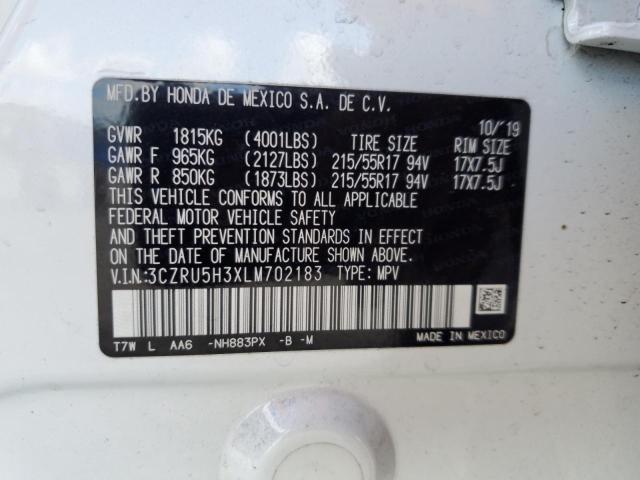 MFD.BY HONDA DE MEXICO S.A. DE C.V.
10/'19
GVWR 1815KG (4001LBS) TIRE SIZE RIM SIZE
GAWR F 965KG (2127LBS) 215/55R17 94V 17X7.5J
GAWR R 850KG (1873LBS) 215/55R17 94V 17X7.5J
THIS VEHICLE CONFORMS TO ALL APPLICABLE
FEDERAL MOTOR VEHICLE SAFETY
AND THEFT PREVENTION STANDARDS IN EFFECT
ON THE DATE OF MANUFACTURE SHOWN ABOVE.
V.I.N:3CZRU5H3XLM702183 TYPE: MPV
T7W L AA6 -NH883PX -B -M
MADE IN MEXICO